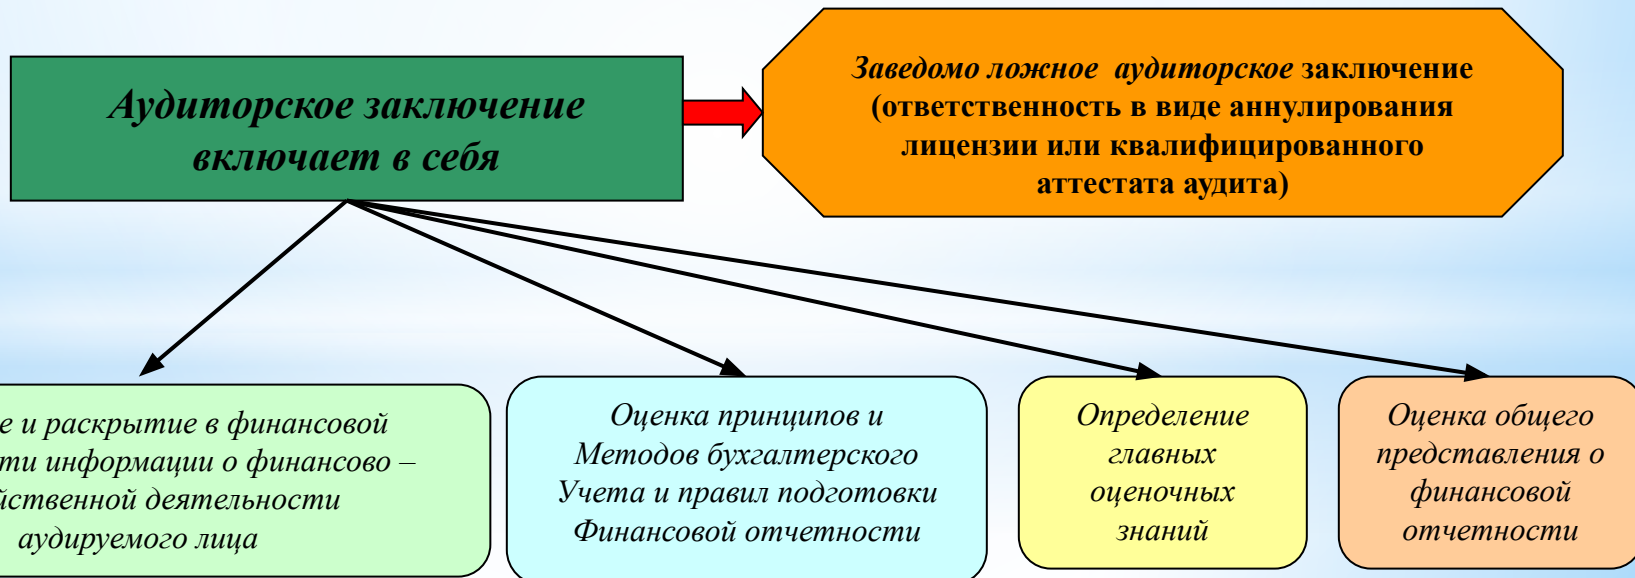 Аудиторское заключение
включает в себя
Заведомо ложное аудиторское заключение
(ответственность в виде аннулирования
лицензии или квалифицированного
аттестата аудита)
и раскрытие в финансовой
информации о финансово –
деятельности
аудируемого лица
Оценка принципов и
Методов бухгалтерского
Учета и правил подготовки
Финансовой отчетности
Определение
главных
оценочных
знаний
Оценка общего
представления о
финансовой
отчетности